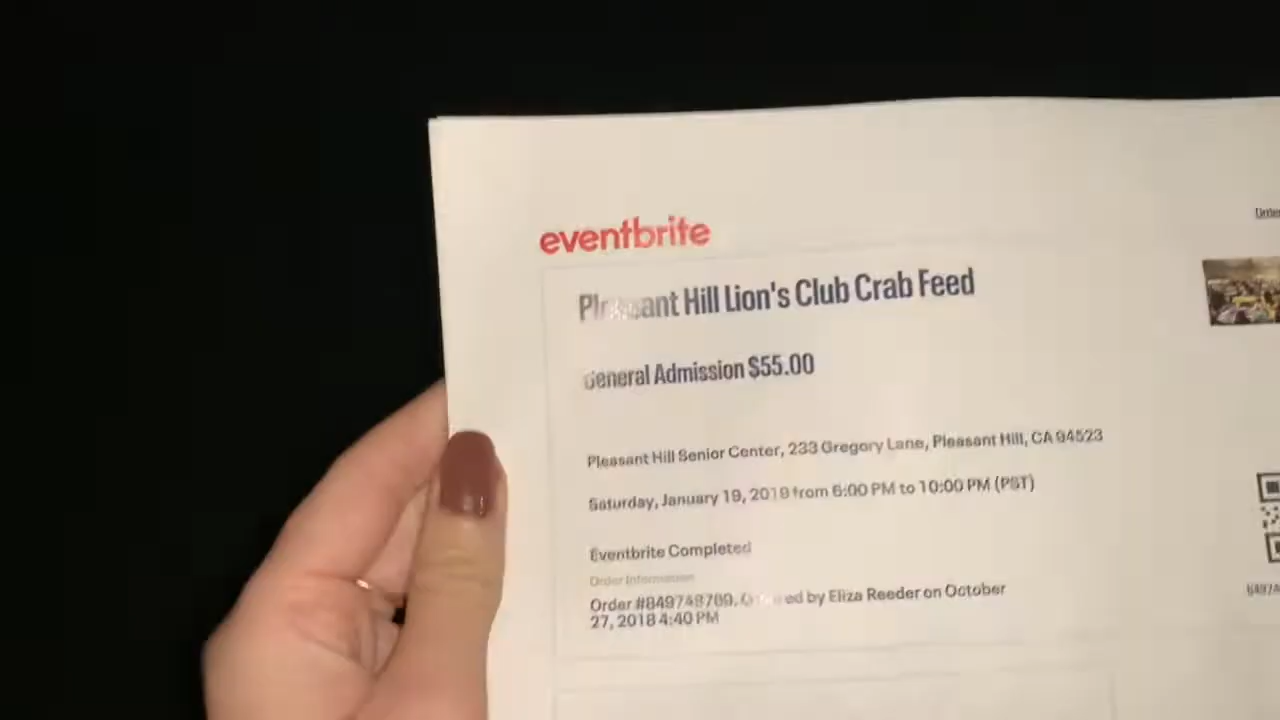 eventbrite
Pleasant Hill Lion's Club Crab Feed
General Admission $55.00
Pleasant Hill Senior Center, 233 Gregory Lane, Pleasant Hill, CA 94523
Saturday, January 19, 2019 from 6:00 PM to 10:00 PM (PST)
Eventbrite Completed
Order Information
Order #849748709. Ordered by Eliza Reeder on October
27, 2018 4:40 PM